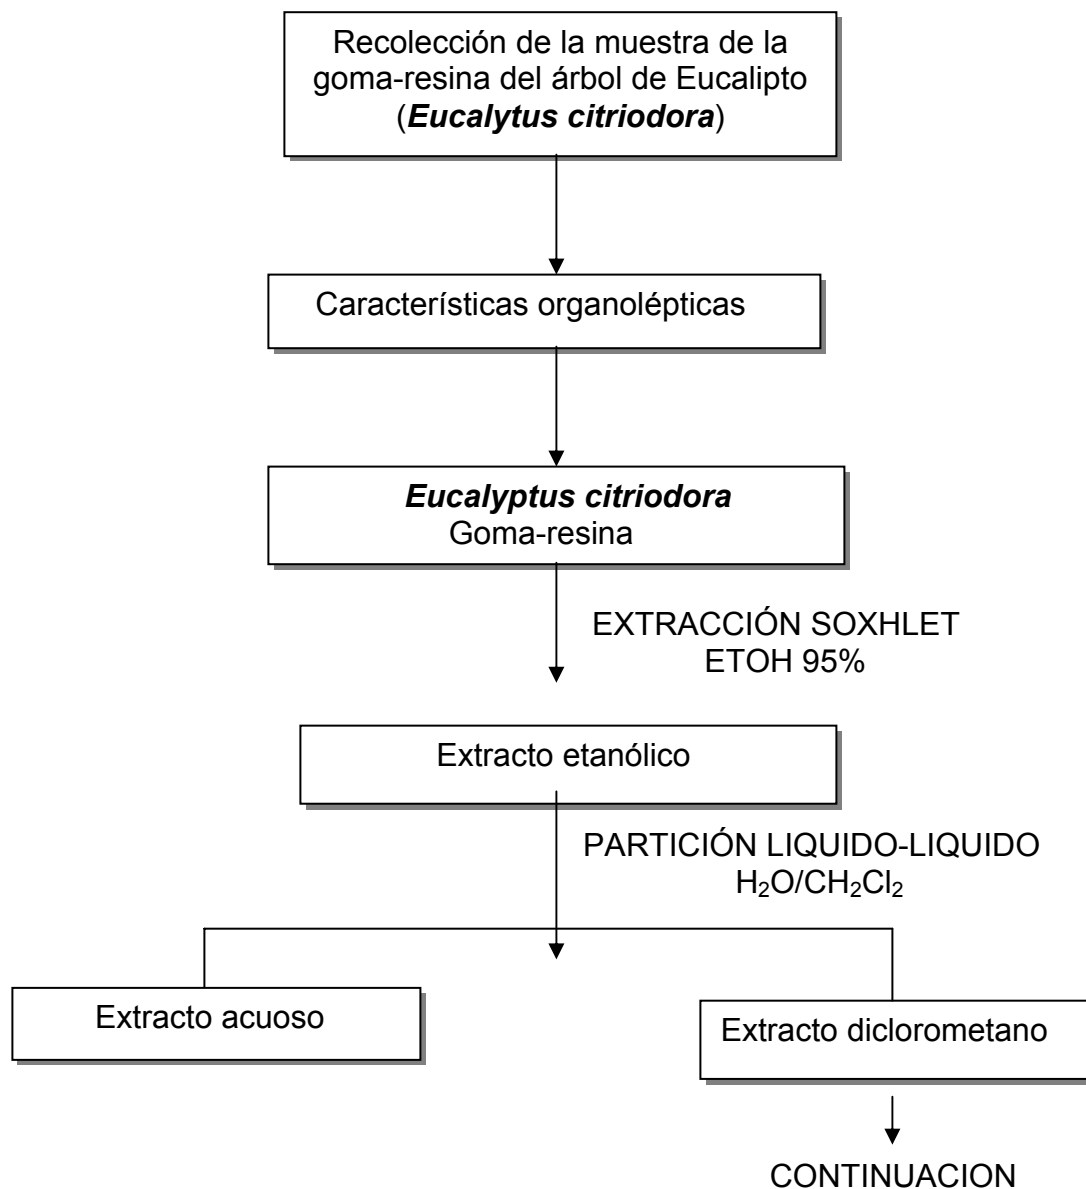 Recolección de la muestra de la
goma-resina del árbol de Eucalipto
(Eucalytus citriodora)
Características organolépticas
Eucalyptus citriodora
Goma-resina
EXTRACCIÓN SOXHLET
ETOH 95%
Extracto etanólico
PARTICIÓN LIQUIDO-LIQUIDO
H₂O/CH₂Cl₂
Extracto acuoso
Extracto diclorometano
CONTINUACION